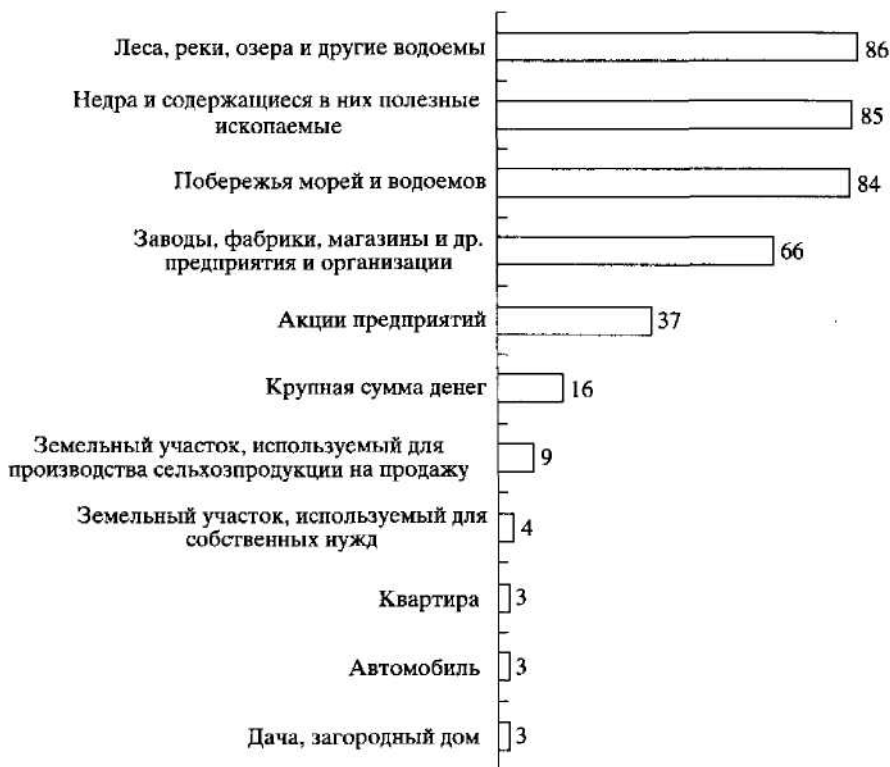 Леса, реки, озера и другие водоемы
86
Недра и содержащиеся в них полезные
ископаемые
85
Побережья морей и водоемов
84
Заводы, фабрики, магазины и др.
предприятия и организации
66
Акции предприятий
37
Крупная сумма денег
16
Земельный участок, используемый для
производства сельхозпродукции на продажу
9
Земельный участок, используемый для
собственных нужд
4
Квартира
3
Автомобиль
3
Дача, загородный дом
3